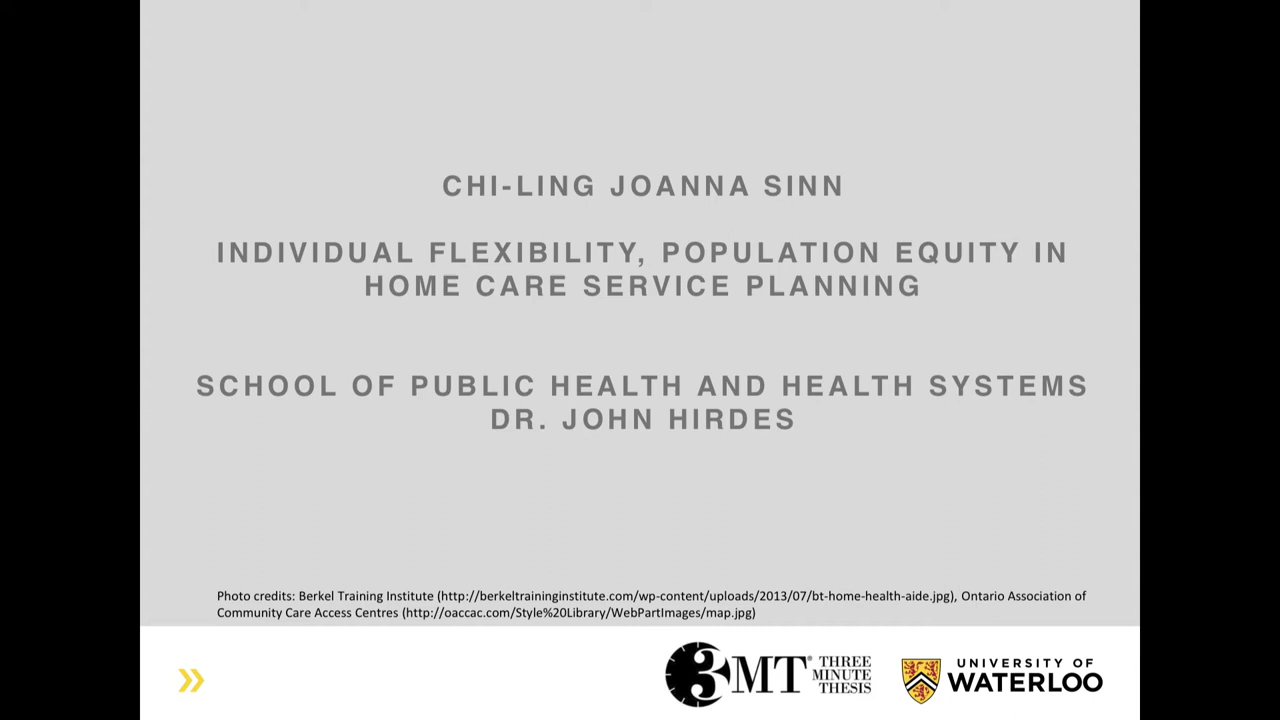 CHI-LING JOANNA SINN
INDIVIDUAL FLEXIBILITY, POPULATION EQUITY IN
HOME CARE SERVICE PLANNING
SCHOOL OF PUBLIC HEALTH AND HEALTH SYSTEMS
DR. JOHN HIRDES
Photo credits: Berkel Training Institute (http://berkeltraininginstitute.com/wp-content/uploads/2013/07/bt-home-health-aide.jpg), Ontario Association of
Community Care Access Centres (http://oaccac.com/Style%20Library/WebPartImages/map.jpg)
3MT® THREE
MINUTE
THESIS
UNIVERSITY OF
WATERLOO